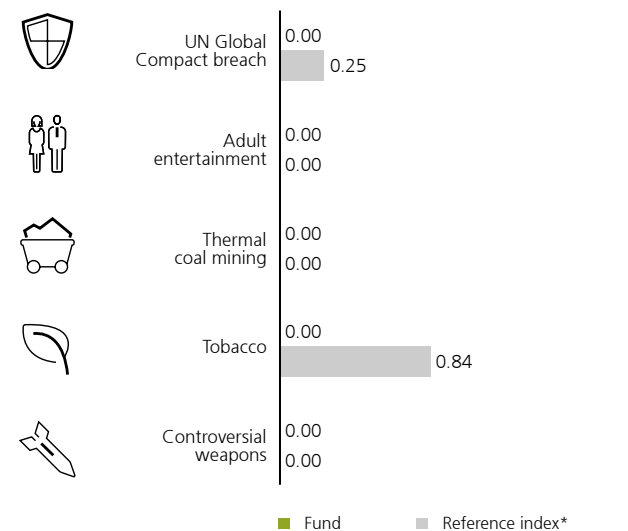 UN Global
Compact breach
0.00
0.25
Adult
entertainment
0.00
0.00
Thermal
coal mining
0.00
0.00
Tobacco
0.00
0.84
Controversial
weapons
0.00
0.00
Fund
Reference index*